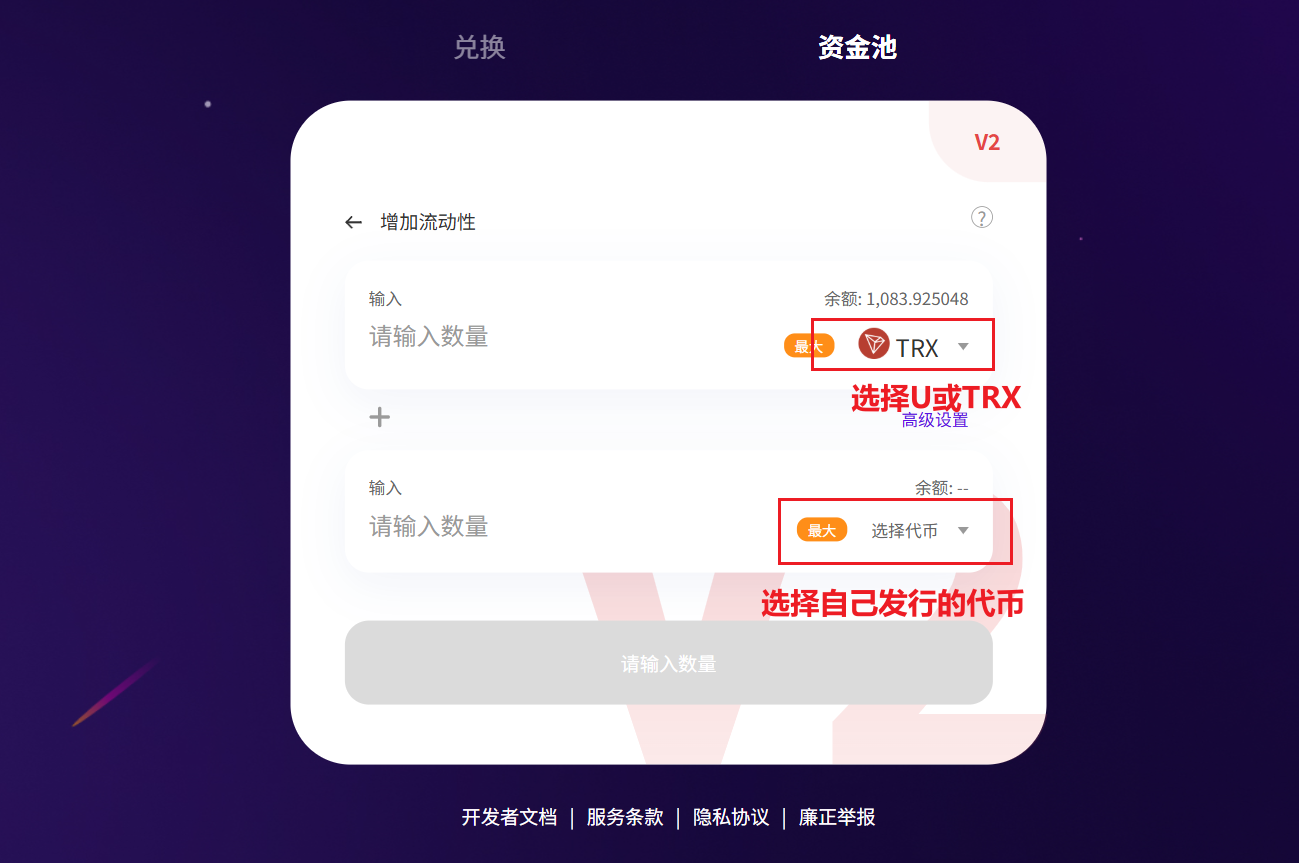 兑换 资金池
V2
← 增加流动性 ?
输入 余额: 1,083.925048
请输入数量 最大 TRX
选择U或TRX
高级设置
输入 余额: --
请输入数量 最大 选择代币
选择自己发行的代币
请输入数量
V2
开发者文档 | 服务条款 | 隐私协议 | 廉正举报